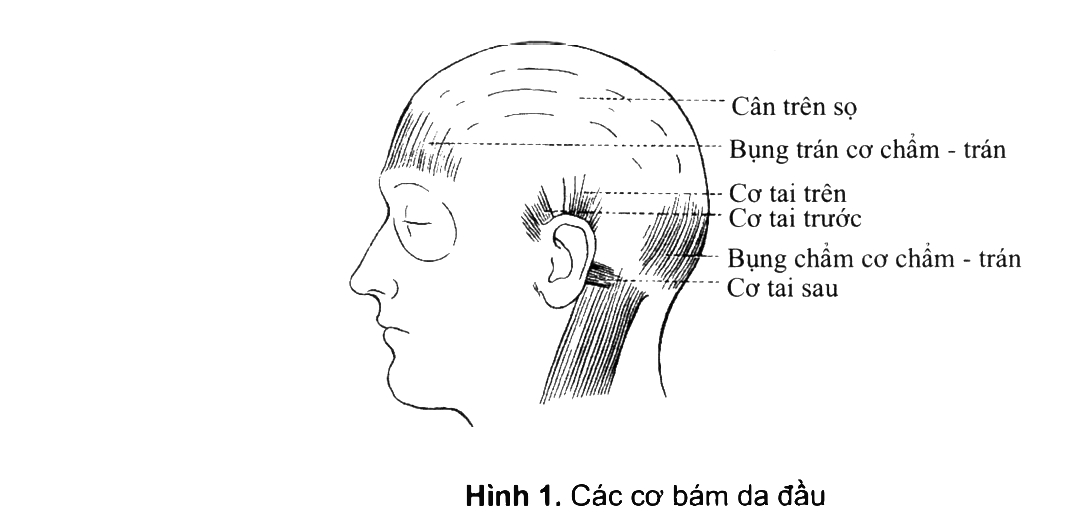 Cân trên sọ
Bụng trán cơ chẩm - trán
Cơ tai trên
Cơ tai trước
Bụng chẩm cơ chẩm - trán
Cơ tai sau
Hình 1. Các cơ bám da đầu